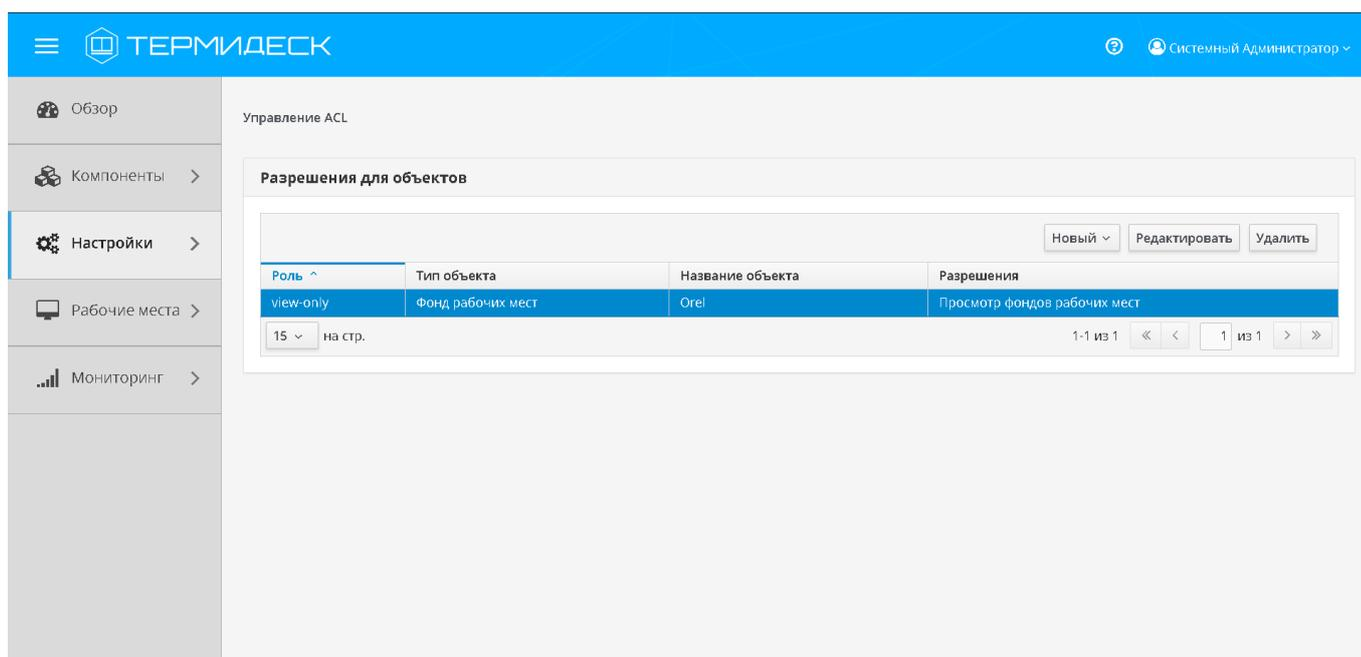 ТЕРМИДЕСК
Системный Администратор
Обзор
Компоненты
Настройки
Рабочие места
Мониторинг
Управление ACL
Разрешения для объектов
Новый Редактировать Удалить
Роль Тип объекта Название объекта Разрешения
view-only Фонд рабочих мест Orel Просмотр фондов рабочих мест
15 на стр. 1-1 из 1 1 из 1